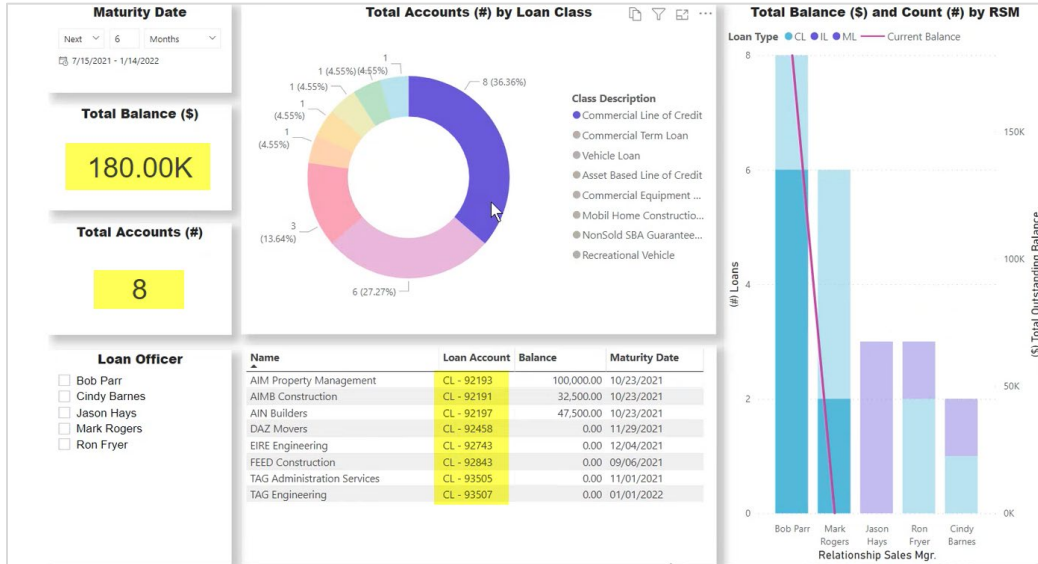 Maturity Date
Next 6 Months
7/15/2021 - 1/14/2022
Total Balance ($)
180.00K
Total Accounts (#)
8
Loan Officer
Bob Parr
Cindy Barnes
Jason Hays
Mark Rogers
Ron Fryer
Total Accounts (#) by Loan Class
1
1 (4.55%)
(4.55%)
1 (4.55%)
1
(4.55%)
1
(4.55%)
3
(13.64%)
6 (27.27%)
8 (36.36%)
Class Description
Commercial Line of Credit
Commercial Term Loan
Vehicle Loan
Asset Based Line of Credit
Commercial Equipment ...
Mobil Home Constructio...
NonSold SBA Guarantee...
Recreational Vehicle
Name Loan Account Balance Maturity Date
AIM Property Management CL - 92193 100,000.00 10/23/2021
AIMB Construction CL - 92191 32,500.00 10/23/2021
AIN Builders CL - 92197 47,500.00 10/23/2021
DAZ Movers CL - 92458 0.00 11/29/2021
EIRE Engineering CL - 92743 0.00 12/04/2021
FEED Construction CL - 92843 0.00 09/06/2021
TAG Administration Services CL - 93505 0.00 11/01/2021
TAG Engineering CL - 93507 0.00 01/01/2022
Total Balance ($) and Count (#) by RSM
Loan Type CL IL ML Current Balance
8
6
4
2
0
(#) Loans
150K
100K
50K
0K
($) Total Outstanding Balance
Bob Parr
Mark Rogers
Jason Hays
Ron Fryer
Cindy Barnes
Relationship Sales Mgr.